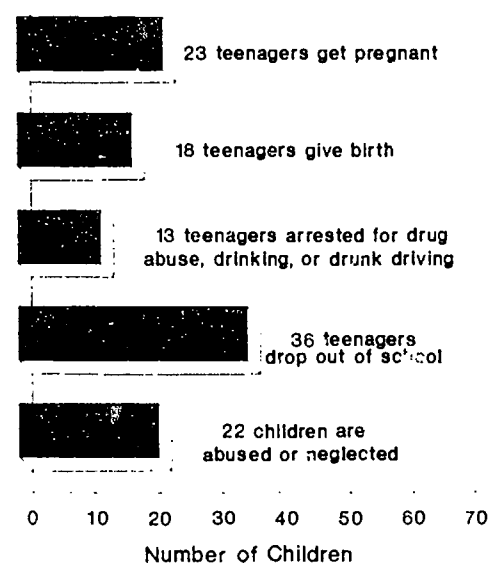 23 teenagers get pregnant
18 teenagers give birth
13 teenagers arrested for drug
abuse, drinking, or drunk driving
36 teenagers
drop out of school
22 children are
abused or neglected
0 10 20 30 40 50 60 70
Number of Children